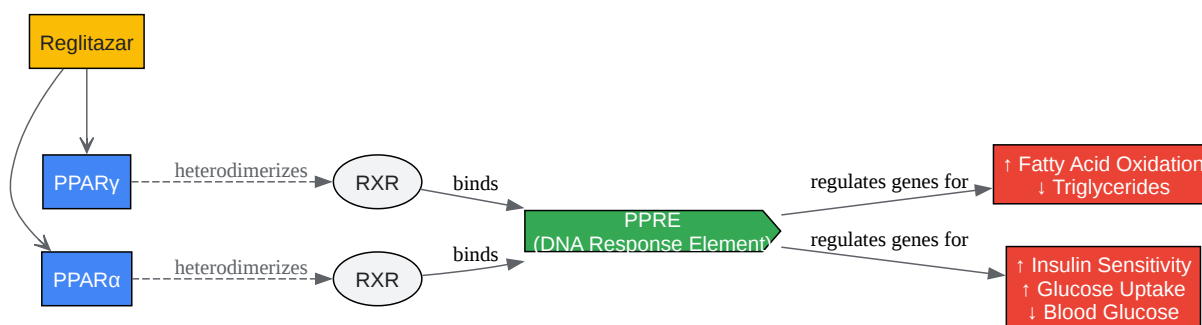 Reglitazar
PPARγ
heterodimerizes
RXR
binds
PPARα
heterodimerizes
RXR
binds
PPRE
(DNA Response Element)
regulates genes for
↑ Fatty Acid Oxidation
↓ Triglycerides
regulates genes for
↑ Insulin Sensitivity
↑ Glucose Uptake
↓ Blood Glucose